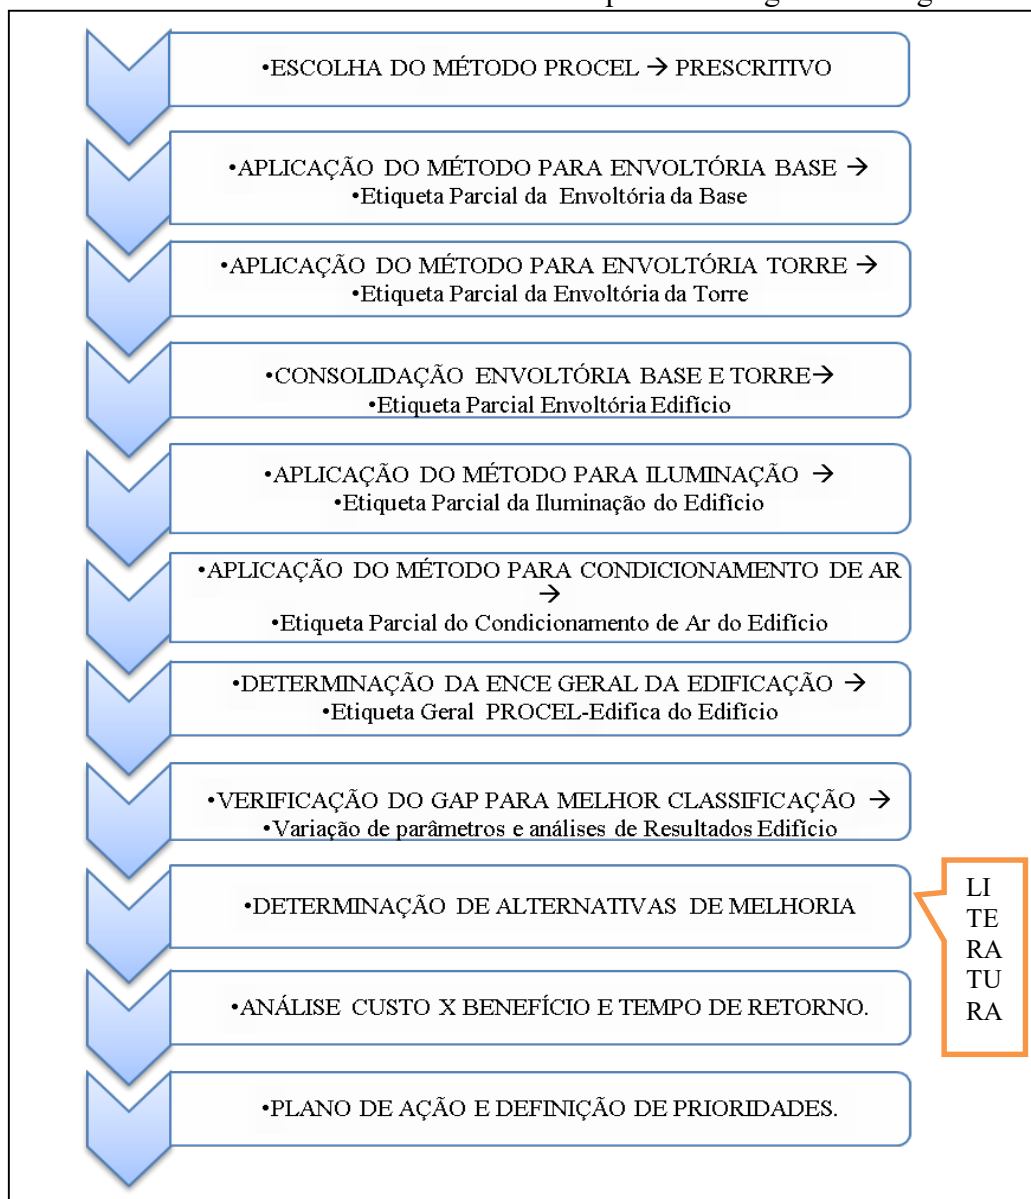 •ESCOLHA DO MÉTODO PROCEL → PRESCRITIVO
•APLICAÇÃO DO MÉTODO PARA ENVOLTÓRIA BASE →
•Etiqueta Parcial da Envoltória da Base
•APLICAÇÃO DO MÉTODO PARA ENVOLTÓRIA TORRE →
•Etiqueta Parcial da Envoltória da Torre
•CONSOLIDAÇÃO ENVOLTÓRIA BASE E TORRE→
•Etiqueta Parcial Envoltória Edifício
•APLICAÇÃO DO MÉTODO PARA ILUMINAÇÃO →
•Etiqueta Parcial da Iluminação do Edifício
•APLICAÇÃO DO MÉTODO PARA CONDICIONAMENTO DE AR
→
•Etiqueta Parcial do Condicionamento de Ar do Edifício
•DETERMINAÇÃO DA ENCE GERAL DA EDIFICAÇÃO →
•Etiqueta Geral PROCEL-Edifica do Edifício
•VERIFICAÇÃO DO GAP PARA MELHOR CLASSIFICAÇÃO →
•Variação de parâmetros e análises de Resultados Edifício
•DETERMINAÇÃO DE ALTERNATIVAS DE MELHORIA
LI
TE
RA
TU
RA
•ANÁLISE CUSTO X BENEFÍCIO E TEMPO DE RETORNO.
•PLANO DE AÇÃO E DEFINIÇÃO DE PRIORIDADES.